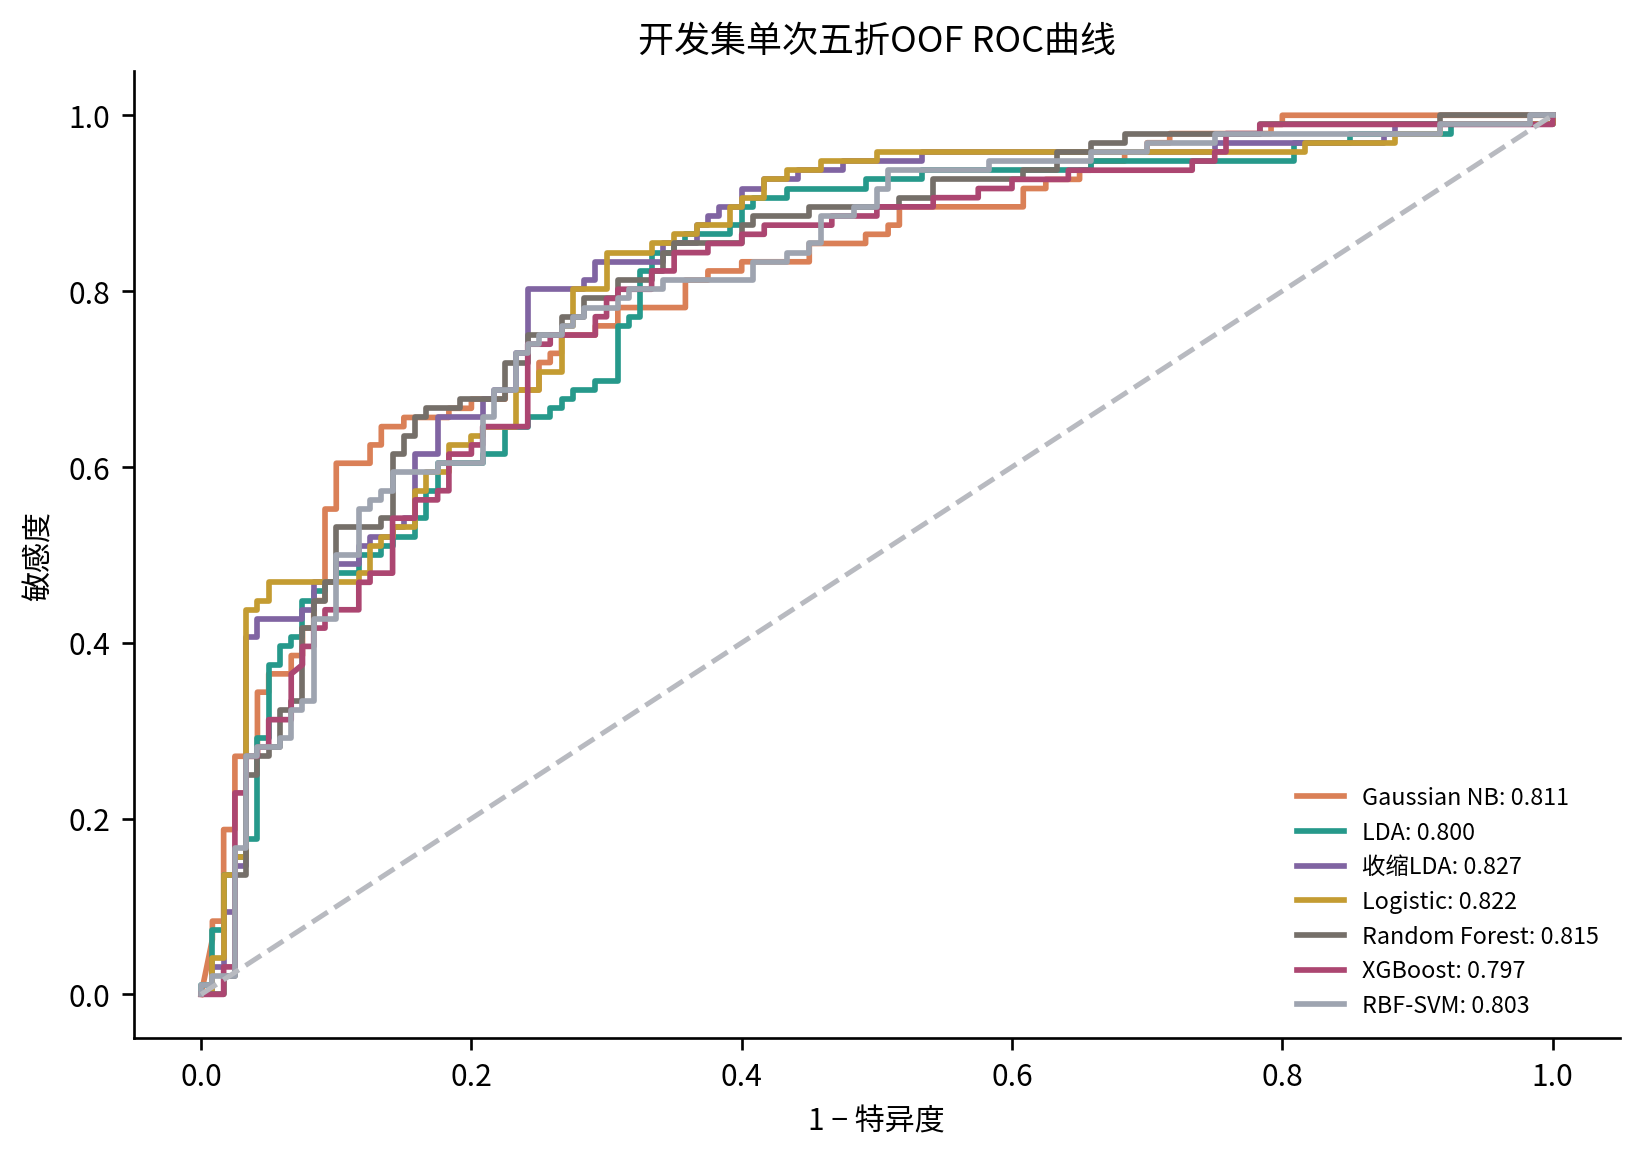 开发集单次五折OOF ROC曲线
敏感度
1.0
0.8
0.6
0.4
0.2
0.0
0.0 0.2 0.4 0.6 0.8 1.0
1 − 特异度
Gaussian NB: 0.811
LDA: 0.800
收缩LDA: 0.827
Logistic: 0.822
Random Forest: 0.815
XGBoost: 0.797
RBF-SVM: 0.803